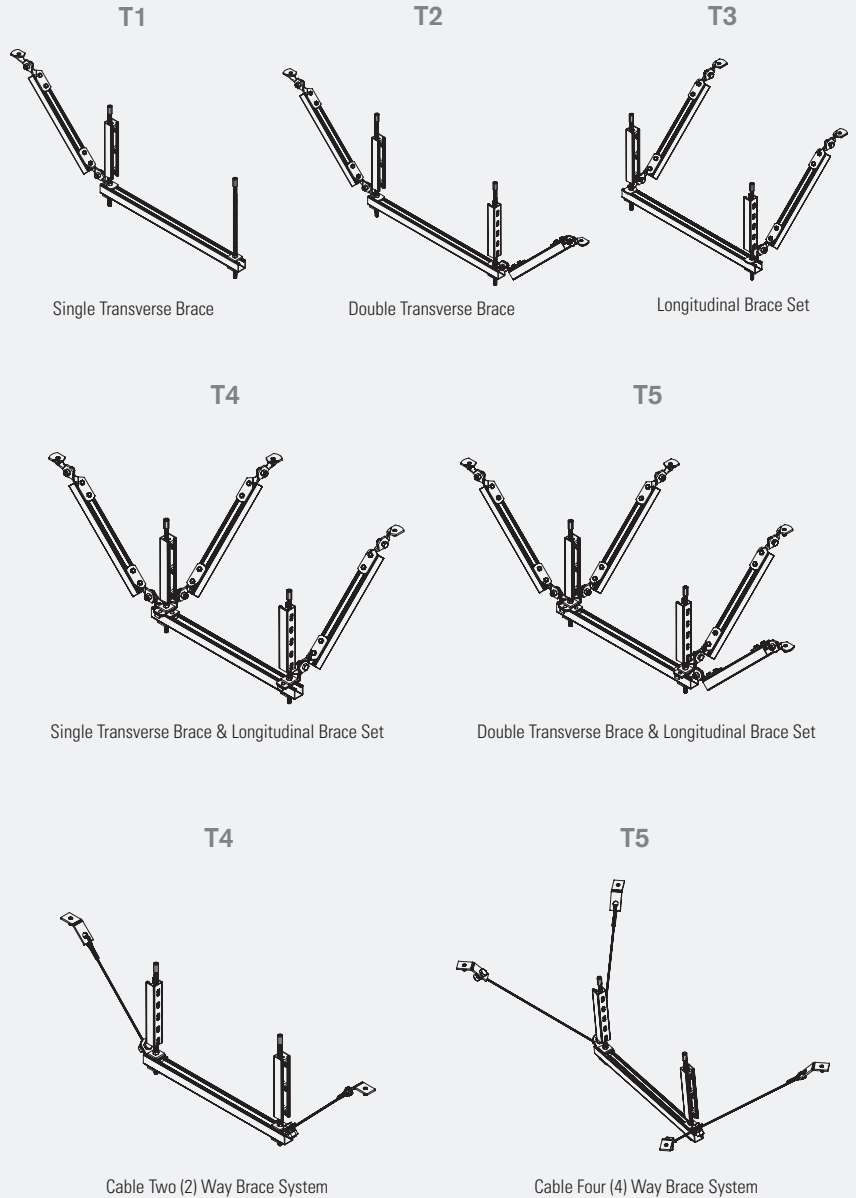 T1
T2
T3
Single Transverse Brace
Double Transverse Brace
Longitudinal Brace Set
T4
T5
Single Transverse Brace & Longitudinal Brace Set
Double Transverse Brace & Longitudinal Brace Set
T4
T5
Cable Two (2) Way Brace System
Cable Four (4) Way Brace System